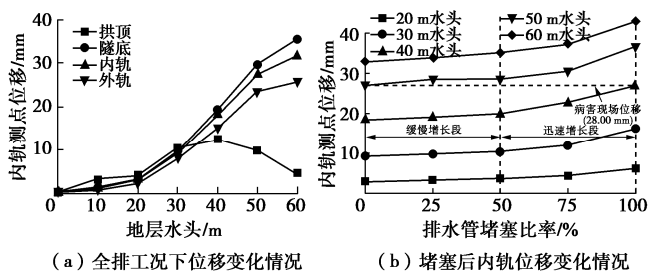 内轨测点位移/mm
40
30
20
10
0
10
20
30
40
50
60
地层水头/m
拱顶
隧底
内轨
外轨
(a) 全排工况下位移变化情况
内轨测点位移/mm
40
30
20
10
0
25
50
75
100
排水管堵塞比率/%
20 m水头
30 m水头
40 m水头
50 m水头
60 m水头
病害现场位移
(28.00 mm)
缓慢增长段
迅速增长段
(b) 堵塞后内轨位移变化情况